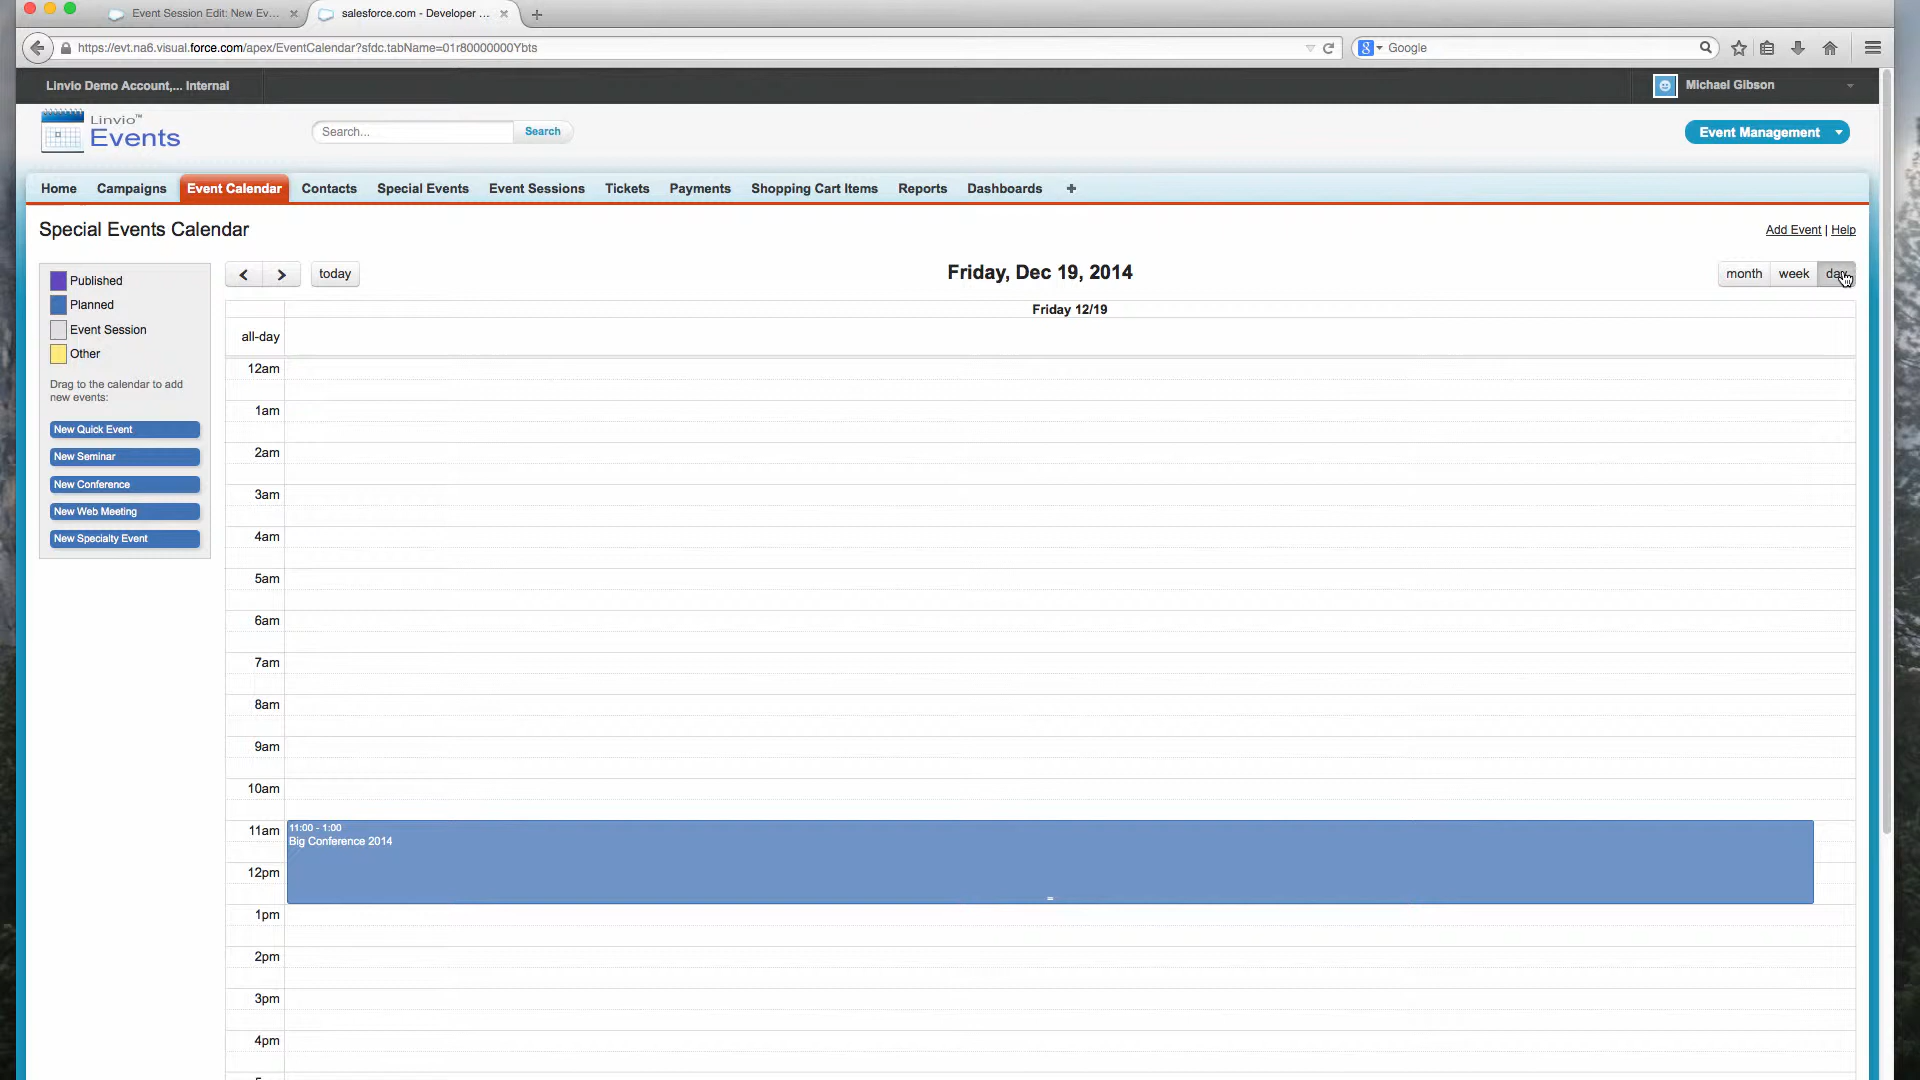 Event Session Edit: New Ev...
salesforce.com - Developer ...
https://evt.na6.visual.force.com/apex/EventCalendar?sfdc.tabName=01r80000000Ybts
Google
Linvio Demo Account,... Internal
Michael Gibson
Linvio™
Events
Search...
Search
Event Management
Home
Campaigns
Event Calendar
Contacts
Special Events
Event Sessions
Tickets
Payments
Shopping Cart Items
Reports
Dashboards
+
Special Events Calendar
Add Event | Help
Published
Planned
Event Session
Other
Drag to the calendar to add
new events:
New Quick Event
New Seminar
New Conference
New Web Meeting
New Specialty Event
today
Friday, Dec 19, 2014
month
week
day
Friday 12/19
all-day
12am
1am
2am
3am
4am
5am
6am
7am
8am
9am
10am
11am
11:00 - 1:00
Big Conference 2014
12pm
1pm
2pm
3pm
4pm